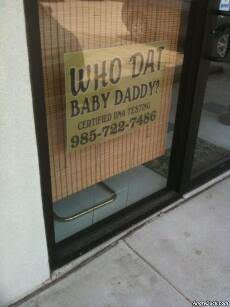 WHO DAT
BABY DADDY?
CERTIFIED DNA TESTING
985-722-7486